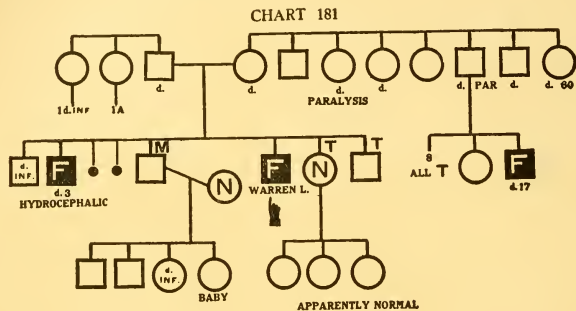 CHART 181
d. d. d. d. d. PAR d. d. 60
1d.INF 1A PARALYSIS
M T T 8
d. INF. F F N F
N ALL T
d.3 WARREN L. d.17
HYDROCEPHALIC
d. INF.
BABY
APPARENTLY NORMAL